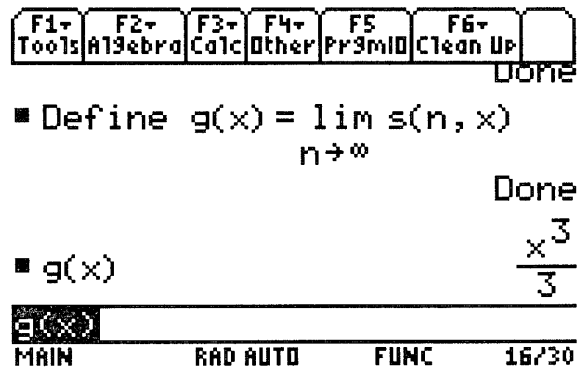 F1▾ F2▾ F3▾ F4▾ F5 F6▾
Tools Algebra Calc Other PrgmIO Clean Up
Done
▪ Define g(x) = lim s(n, x)
n→∞
Done
▪ g(x) x³/3
g(x)
MAIN RAD AUTO FUNC 16/30